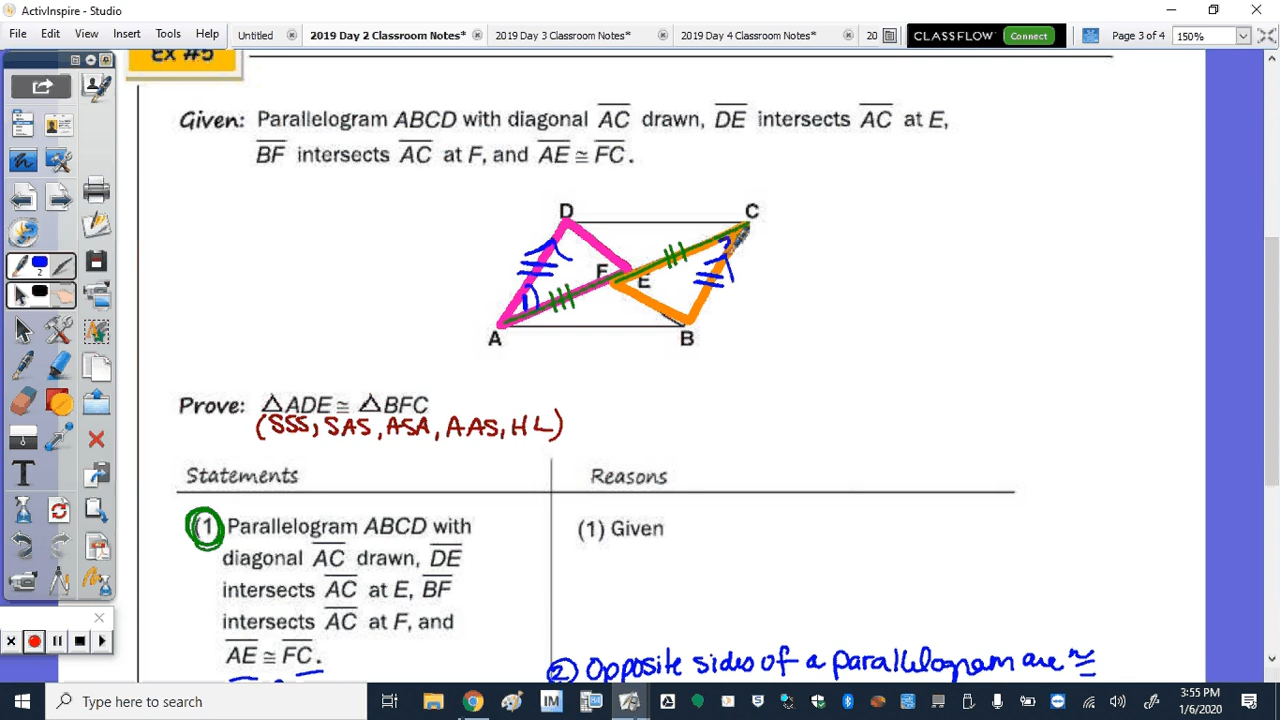 ActivInspire - Studio
File Edit View Insert Tools Help Untitled 2019 Day 2 Classroom Notes* 2019 Day 3 Classroom Notes* 2019 Day 4 Classroom Notes* 20 CLASSFLOW Connect Page 3 of 4 150%
Ex #5
Given: Parallelogram ABCD with diagonal AC drawn, DE intersects AC at E,
BF intersects AC at F, and AE ≅ FC.
D C
F E
A B
Prove: △ADE ≅ △BFC
(SSS, SAS, ASA, AAS, HL)
Statements Reasons
(1) Parallelogram ABCD with (1) Given
diagonal AC drawn, DE
intersects AC at E, BF
intersects AC at F, and
AE ≅ FC.
② Opposite sides of a parallelogram are ≅
2
T
Type here to search
IM
3:55 PM
1/6/2020